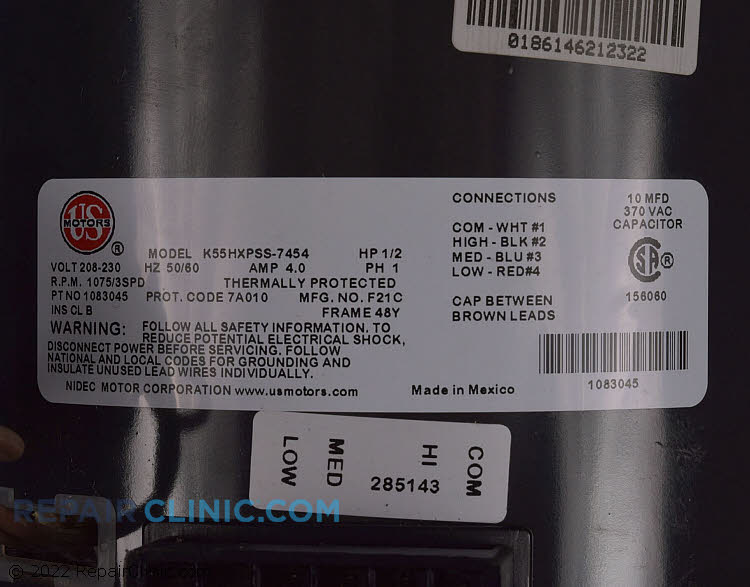 0186146212322
US
MOTORS
®
MODEL K55HXPSS-7454 HP 1/2
VOLT 208-230 HZ 50/60 AMP 4.0 PH 1
R.P.M. 1075/3SPD THERMALLY PROTECTED
PT NO 1083045 PROT. CODE 7A010 MFG. NO. F21C
INS CL B FRAME 48Y
WARNING: FOLLOW ALL SAFETY INFORMATION, TO
REDUCE POTENTIAL ELECTRICAL SHOCK,
DISCONNECT POWER BEFORE SERVICING. FOLLOW
NATIONAL AND LOCAL CODES FOR GROUNDING AND
INSULATE UNUSED LEAD WIRES INDIVIDUALLY.
NIDEC MOTOR CORPORATION www.usmotors.com Made in Mexico
CONNECTIONS
COM - WHT #1
HIGH - BLK #2
MED - BLU #3
LOW - RED#4
CAP BETWEEN
BROWN LEADS
10 MFD
370 VAC
CAPACITOR
SA
®
156060
1083045
LOW
MED
HI
COM
285143
REPAIRCLINIC.COM
© 2022 RepairClinic.com